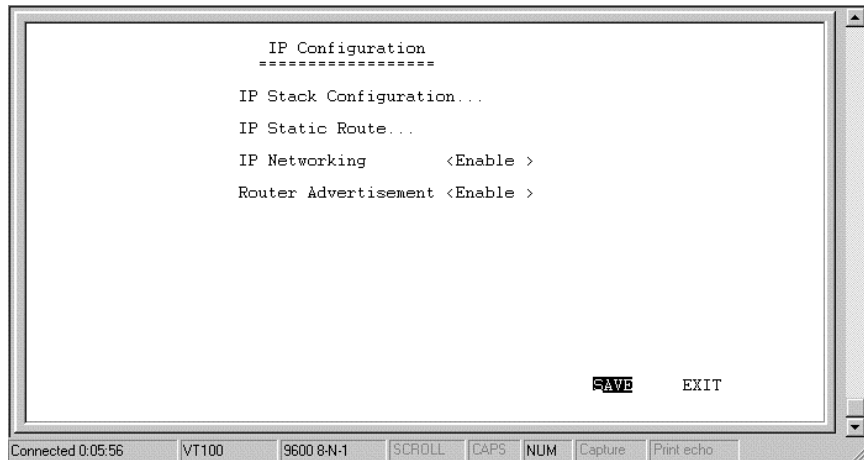 IP Configuration
==================
IP Stack Configuration...
IP Static Route...
IP Networking <Enable >
Router Advertisement <Enable >
SAVE EXIT
Connected 0:05:56 VT100 9600 8-N-1 SCROLL CAPS NUM Capture Print echo